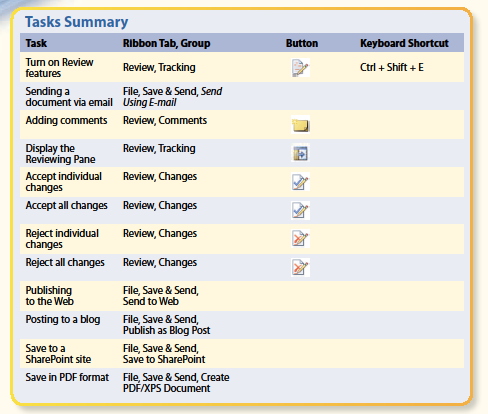 Tasks Summary
Task Ribbon Tab, Group Button Keyboard Shortcut
Turn on Review
features Review, Tracking Ctrl + Shift + E
Sending a File, Save & Send, Send
document via email Using E-mail
Adding comments Review, Comments
Display the Review, Tracking
Reviewing Pane
Accept individual Review, Changes
changes
Accept all changes Review, Changes
Reject individual Review, Changes
changes
Reject all changes Review, Changes
Publishing File, Save & Send,
to the Web Send to Web
Posting to a blog File, Save & Send,
Publish as Blog Post
Save to a File, Save & Send,
SharePoint site Save to SharePoint
Save in PDF format File, Save & Send, Create
PDF/XPS Document